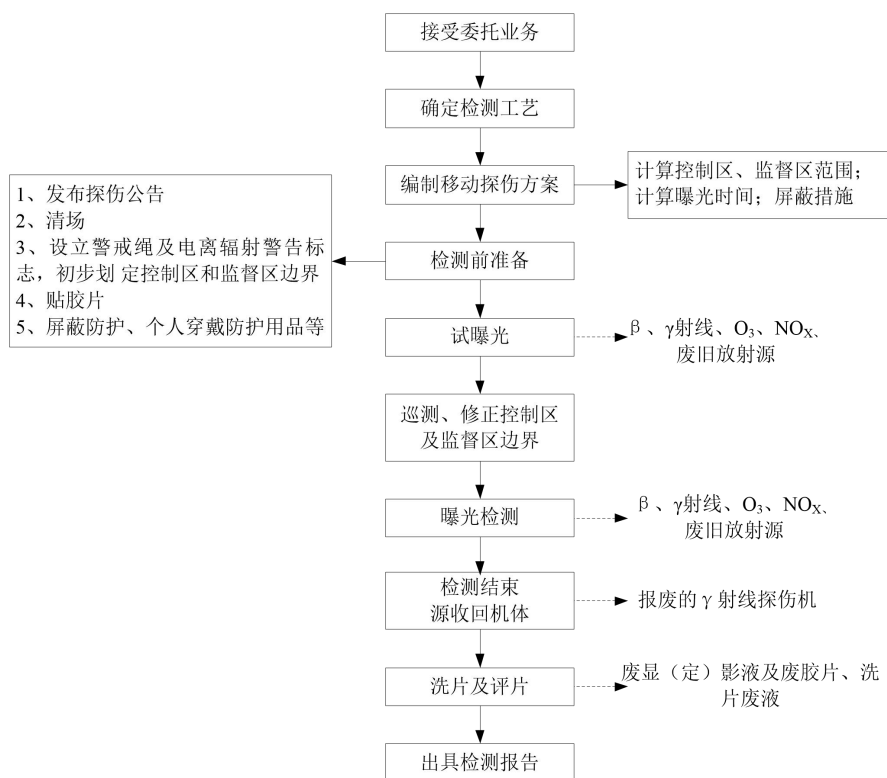 接受委托业务
确定检测工艺
编制移动探伤方案
计算控制区、监督区范围；
计算曝光时间；屏蔽措施
1、发布探伤公告
2、清场
3、设立警戒绳及电离辐射警告标
志，初步划 定控制区和监督区边界
4、贴胶片
5、屏蔽防护、个人穿戴防护用品等
检测前准备
试曝光
β、γ射线、O₃、NOX、
废旧放射源
巡测、修正控制区
及监督区边界
曝光检测
β、γ射线、O₃、NOX、
废旧放射源
检测结束
源收回机体
报废的 γ 射线探伤机
洗片及评片
废显（定）影液及废胶片、洗
片废液
出具检测报告